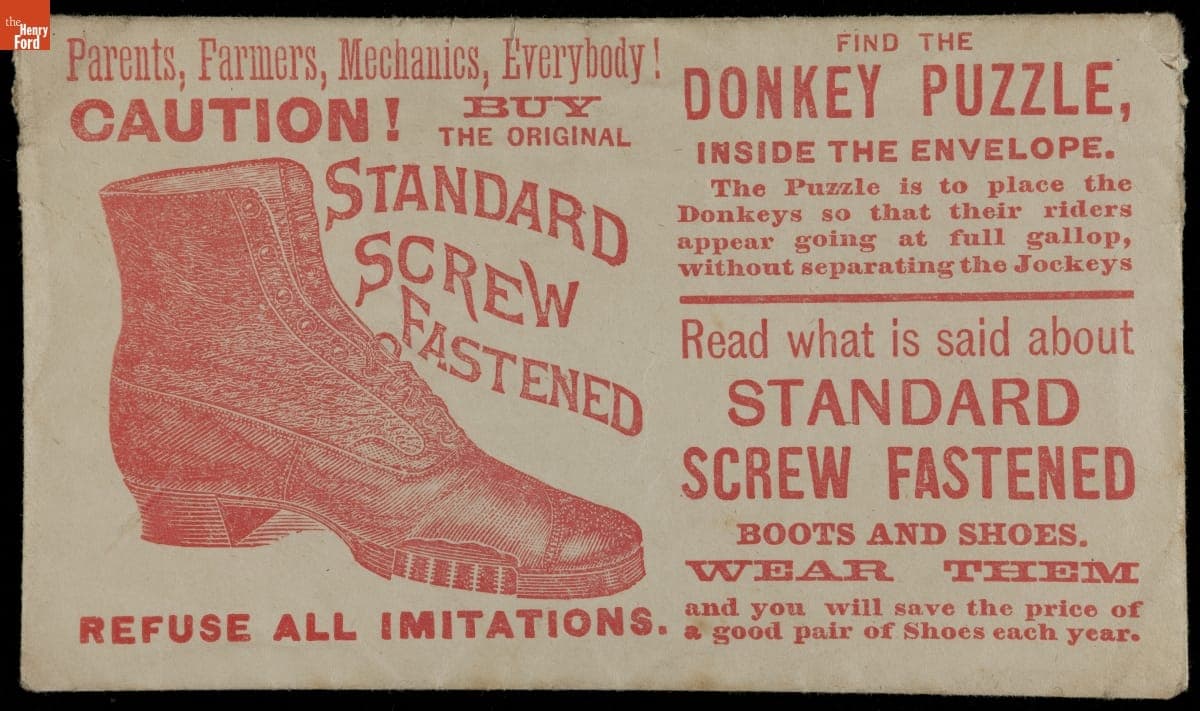 the
Henry
Ford
Parents, Farmers, Mechanics, Everybody!
CAUTION! BUY
THE ORIGINAL
STANDARD
SCREW
FASTENED
REFUSE ALL IMITATIONS.
FIND THE
DONKEY PUZZLE,
INSIDE THE ENVELOPE.
The Puzzle is to place the
Donkeys so that their riders
appear going at full gallop,
without separating the Jockeys
Read what is said about
STANDARD
SCREW FASTENED
BOOTS AND SHOES.
WEAR THEM
and you will save the price of
a good pair of Shoes each year.